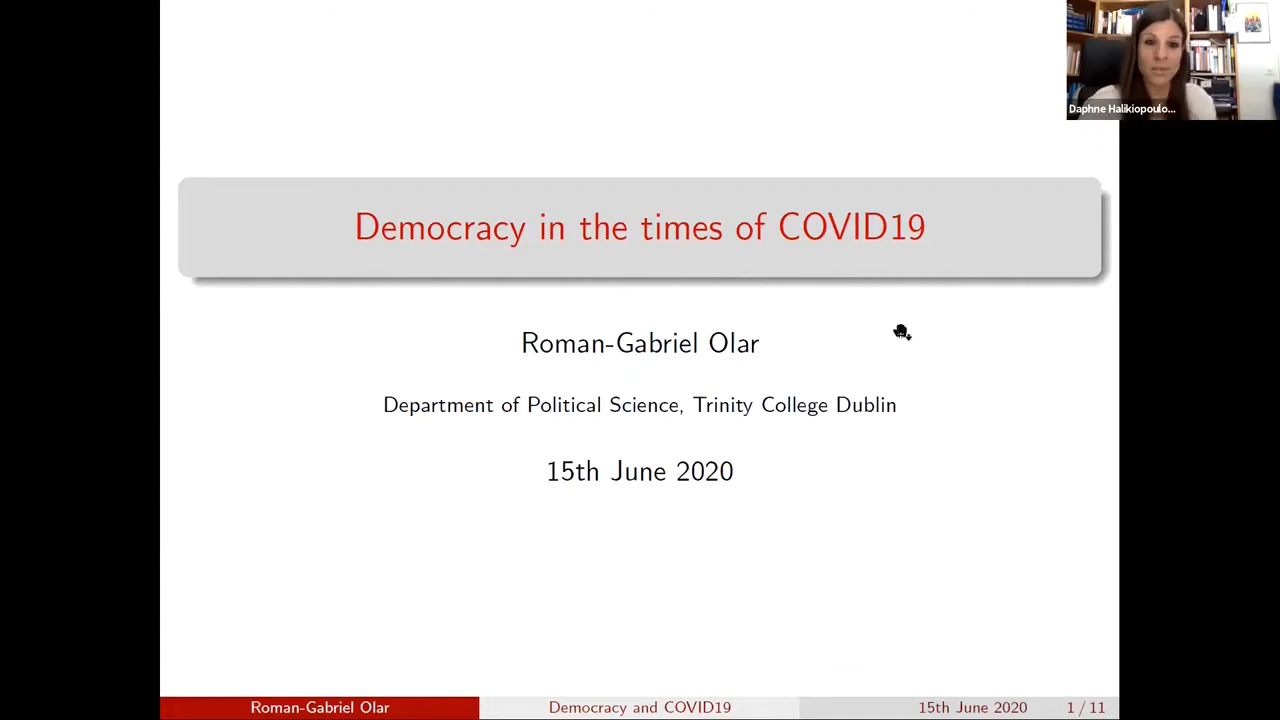 Daphne Halikiopoulo...
Democracy in the times of COVID19
Roman-Gabriel Olar
Department of Political Science, Trinity College Dublin
15th June 2020
Roman-Gabriel Olar
Democracy and COVID19
15th June 2020
1 / 11